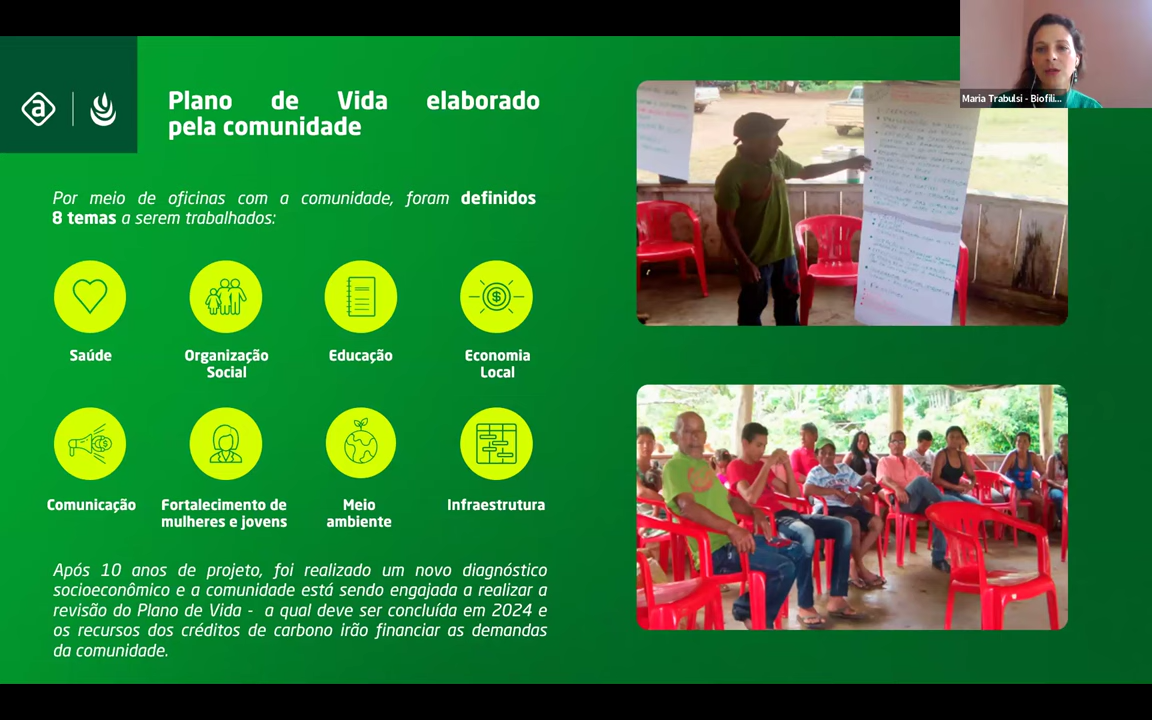 Plano de Vida elaborado
pela comunidade
Por meio de oficinas com a comunidade, foram definidos
8 temas a serem trabalhados:
Saúde
Organização
Social
Educação
Economia
Local
Comunicação
Fortalecimento de
mulheres e jovens
Meio
ambiente
Infraestrutura
Após 10 anos de projeto, foi realizado um novo diagnóstico
socioeconômico e a comunidade está sendo engajada a realizar a
revisão do Plano de Vida - a qual deve ser concluída em 2024 e
os recursos dos créditos de carbono irão financiar as demandas
da comunidade.
Maria Trabulsi - Biofili...